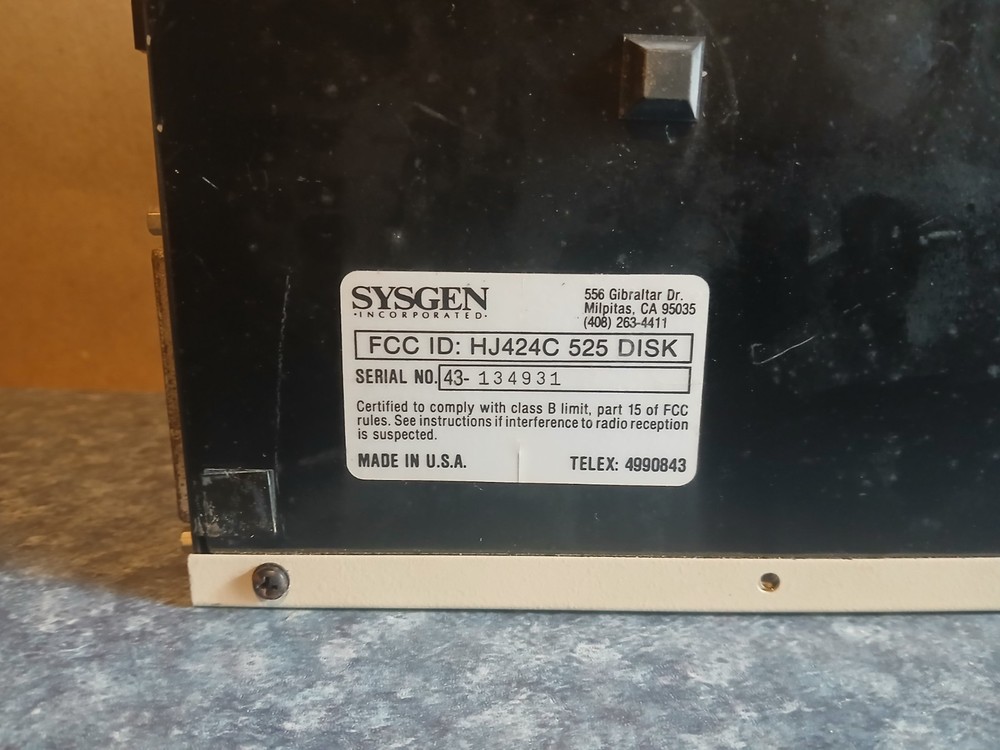 SYSGEN
·INCORPORATED·
556 Gibraltar Dr.
Milpitas, CA 95035
(408) 263-4411
FCC ID: HJ424C 525 DISK
SERIAL NO. 43- 134931
Certified to comply with class B limit, part 15 of FCC
rules. See instructions if interference to radio reception
is suspected.
MADE IN U.S.A. TELEX: 4990843